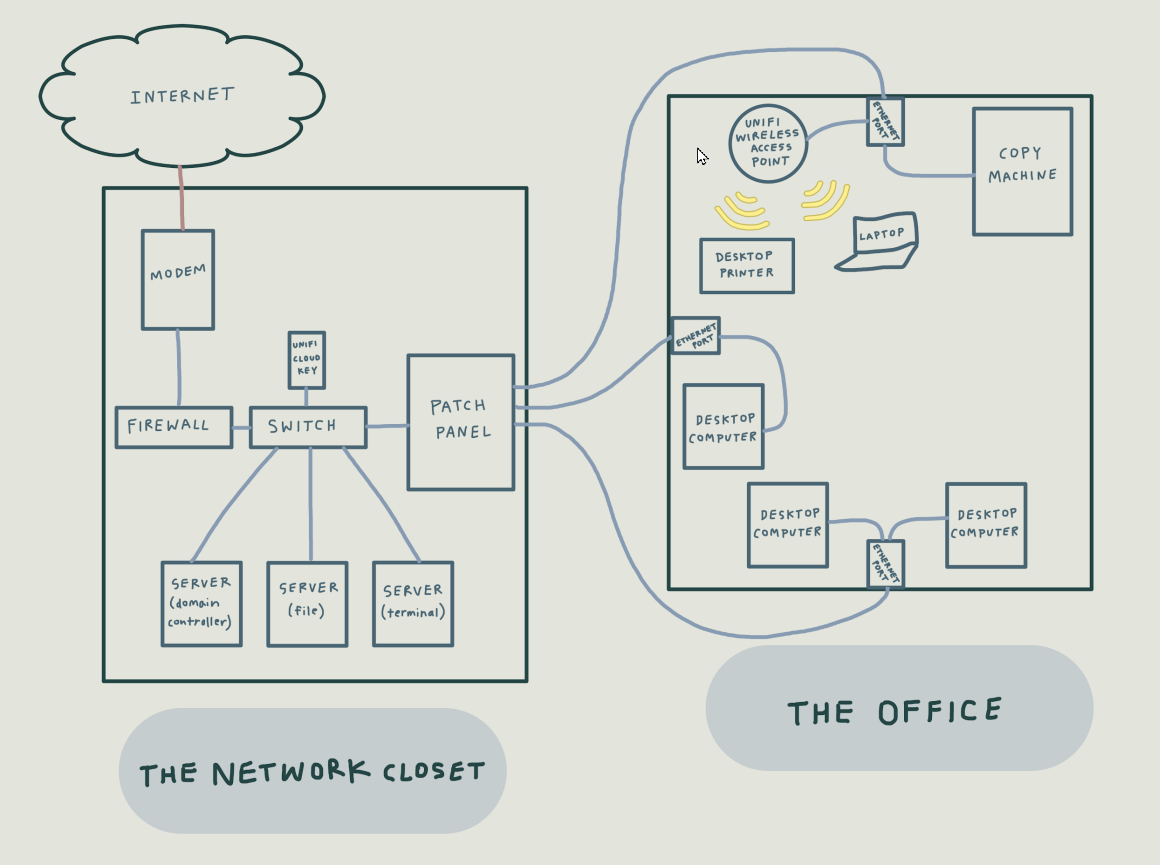 INTERNET
MODEM
UNIFI
CLOUD
KEY
FIREWALL
SWITCH
PATCH
PANEL
SERVER
(domain
controller)
SERVER
(file)
SERVER
(terminal)
THE NETWORK CLOSET
UNIFI
WIRELESS
ACCESS
POINT
ETHERNET
PORT
COPY
MACHINE
LAPTOP
DESKTOP
PRINTER
ETHERNET
PORT
DESKTOP
COMPUTER
DESKTOP
COMPUTER
DESKTOP
COMPUTER
ETHERNET
PORT
THE OFFICE